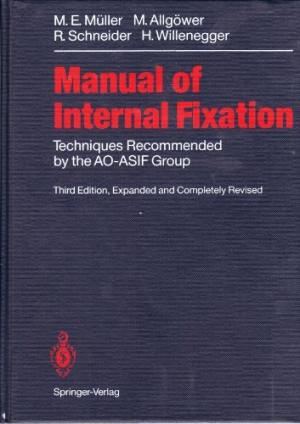 M. E. Müller M. Allgöwer
R. Schneider H. Willenegger
Manual of
Internal Fixation
Techniques Recommended
by the AO-ASIF Group
Third Edition, Expanded and Completely Revised
Springer-Verlag